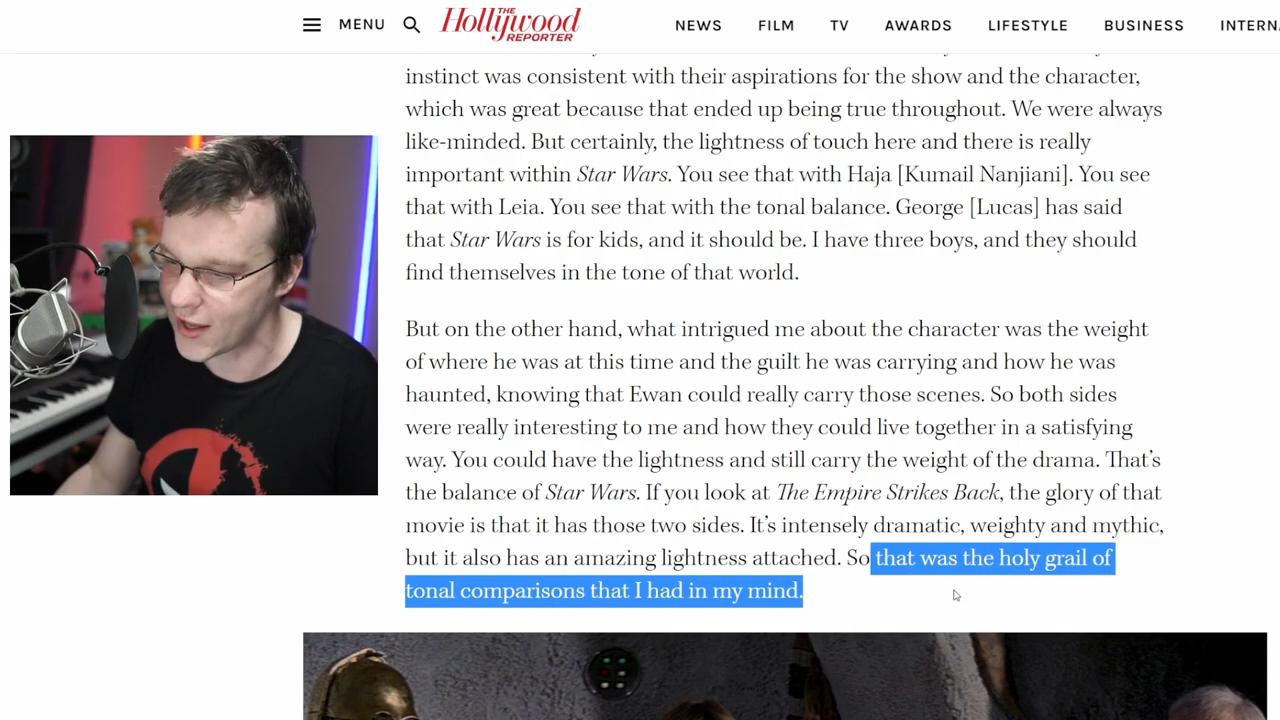 MENU
THE
Hollywood
REPORTER
NEWS FILM TV AWARDS LIFESTYLE BUSINESS
instinct was consistent with their aspirations for the show and the character,
which was great because that ended up being true throughout. We were always
like-minded. But certainly, the lightness of touch here and there is really
important within Star Wars. You see that with Haja [Kumail Nanjiani]. You see
that with Leia. You see that with the tonal balance. George [Lucas] has said
that Star Wars is for kids, and it should be. I have three boys, and they should
find themselves in the tone of that world.
But on the other hand, what intrigued me about the character was the weight
of where he was at this time and the guilt he was carrying and how he was
haunted, knowing that Ewan could really carry those scenes. So both sides
were really interesting to me and how they could live together in a satisfying
way. You could have the lightness and still carry the weight of the drama. That’s
the balance of Star Wars. If you look at The Empire Strikes Back, the glory of that
movie is that it has those two sides. It’s intensely dramatic, weighty and mythic,
but it also has an amazing lightness attached. So that was the holy grail of
tonal comparisons that I had in my mind.